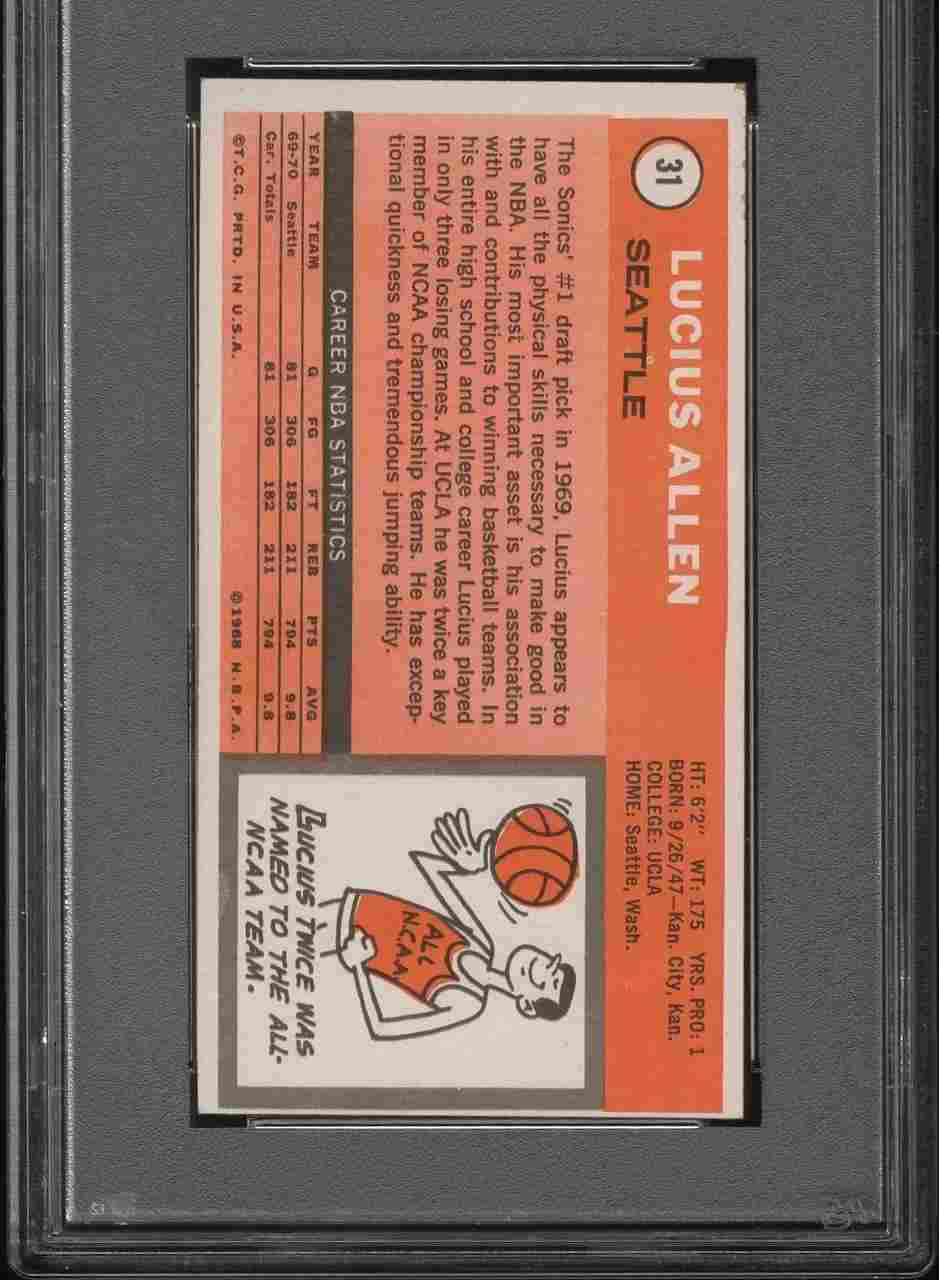 31
LUCIUS ALLEN
SEATTLE
HT: 6'2" WT: 175 YRS. PRO: 1
BORN: 9/26/47—Kan. City, Kan.
COLLEGE: UCLA
HOME: Seattle, Wash.
The Sonics' #1 draft pick in 1969, Lucius appears to
have all the physical skills necessary to make good in
the NBA. His most important asset is his association
with and contributions to winning basketball teams. In
his entire high school and college career Lucius played
in only three losing games. At UCLA he was twice a key
member of NCAA championship teams. He has excep-
tional quickness and tremendous jumping ability.
CAREER NBA STATISTICS
YEAR TEAM G FG FT REB PTS AVG
69-70 Seattle 81 306 182 211 794 9.8
Car. Totals 81 306 182 211 794 9.8
©T.C.G. PRTD. IN U.S.A. ©1968 N.B.P.A.
ALL
N.C.A.A.
LUCIUS TWICE WAS
NAMED TO THE ALL-
NCAA TEAM.